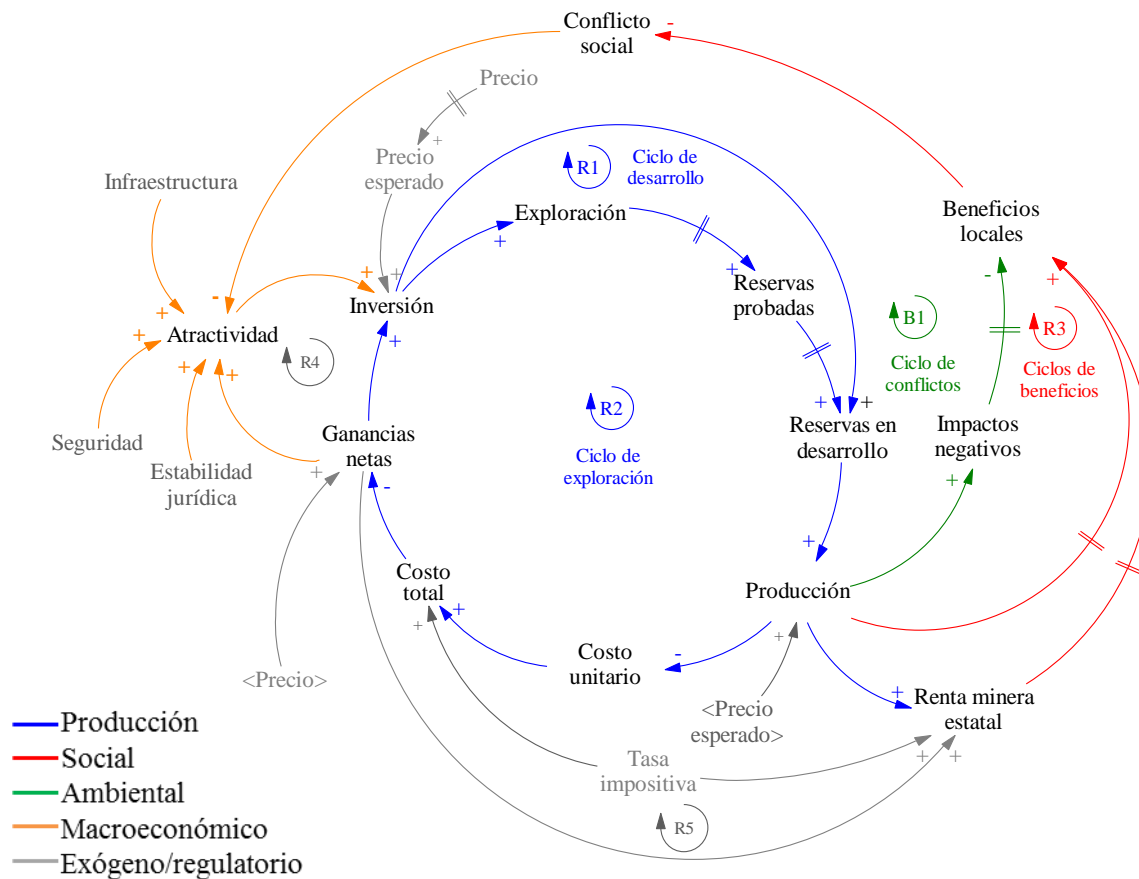 Conflicto
social
-
Precio
+
Precio
esperado
Infraestructura
R1
Ciclo de
desarrollo
Exploración
+
Beneficios
locales
+
Reservas
probadas
-
+
+
+
Inversión
-
+
+
Atractividad
+
+
+
+
R4
B1
Ciclo de
conflictos
R3
Ciclos de
beneficios
R2
Ciclo de
exploración
+
+
Reservas en
desarrollo
Impactos
negativos
Seguridad
Estabilidad
jurídica
Ganancias
netas
+
-
+
+
Costo
total
+
+
Producción
+
-
Costo
unitario
<Precio>
<Precio
esperado>
+
Renta minera
estatal
+
+
Tasa
impositiva
R5
Producción
Social
Ambiental
Macroeconómico
Exógeno/regulatorio